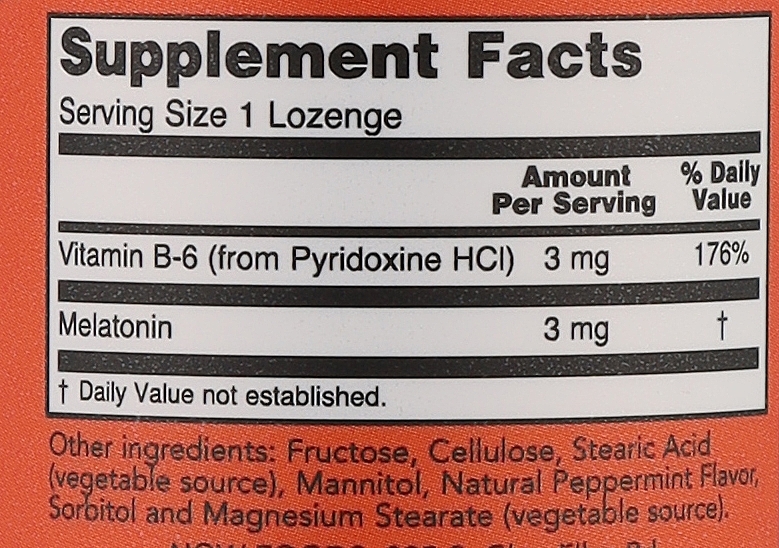 Supplement Facts
Serving Size 1 Lozenge
Amount Per Serving % Daily Value
Vitamin B-6 (from Pyridoxine HCl) 3 mg 176%
Melatonin 3 mg †
† Daily Value not established.
Other ingredients: Fructose, Cellulose, Stearic Acid
(vegetable source), Mannitol, Natural Peppermint Flavor,
Sorbitol and Magnesium Stearate (vegetable source).